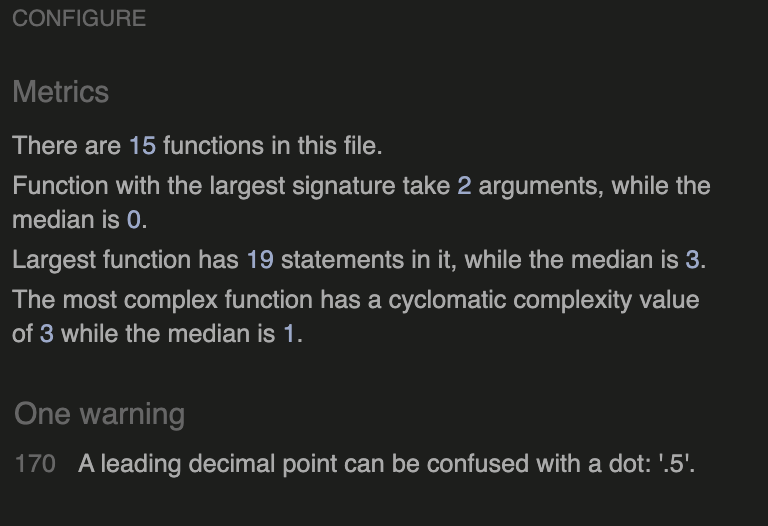 CONFIGURE
Metrics
There are 15 functions in this file.
Function with the largest signature take 2 arguments, while the
median is 0.
Largest function has 19 statements in it, while the median is 3.
The most complex function has a cyclomatic complexity value
of 3 while the median is 1.
One warning
170 A leading decimal point can be confused with a dot: '.5'.